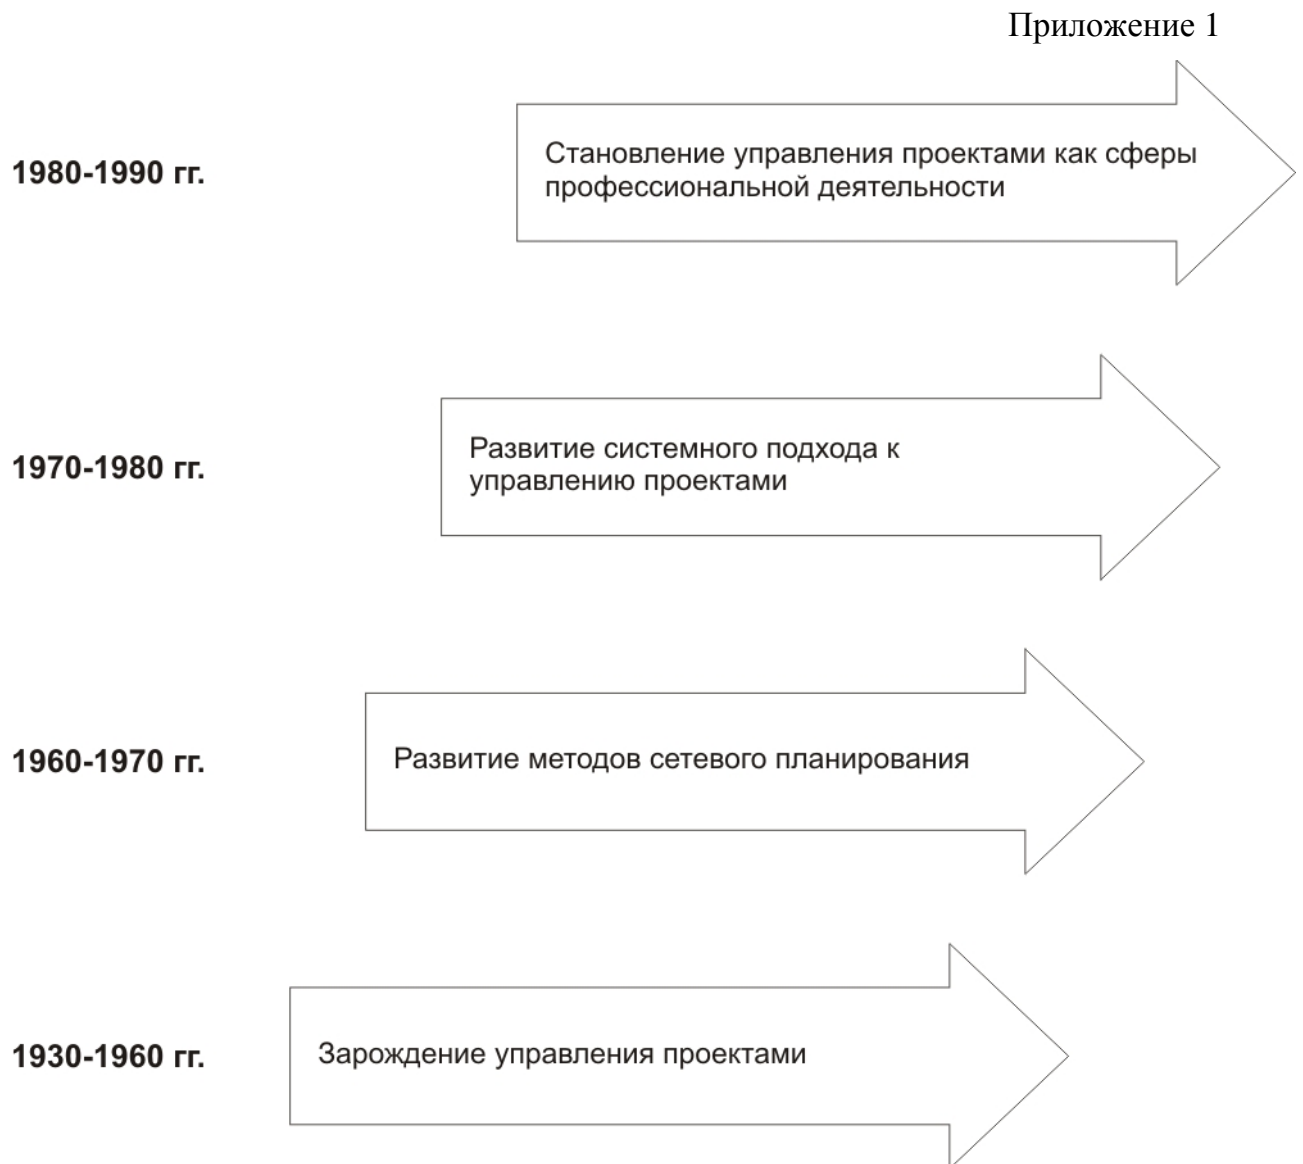 Приложение 1
1980-1990 гг.
Становление управления проектами как сферы
профессиональной деятельности
1970-1980 гг.
Развитие системного подхода к
управлению проектами
1960-1970 гг.
Развитие методов сетевого планирования
1930-1960 гг.
Зарождение управления проектами